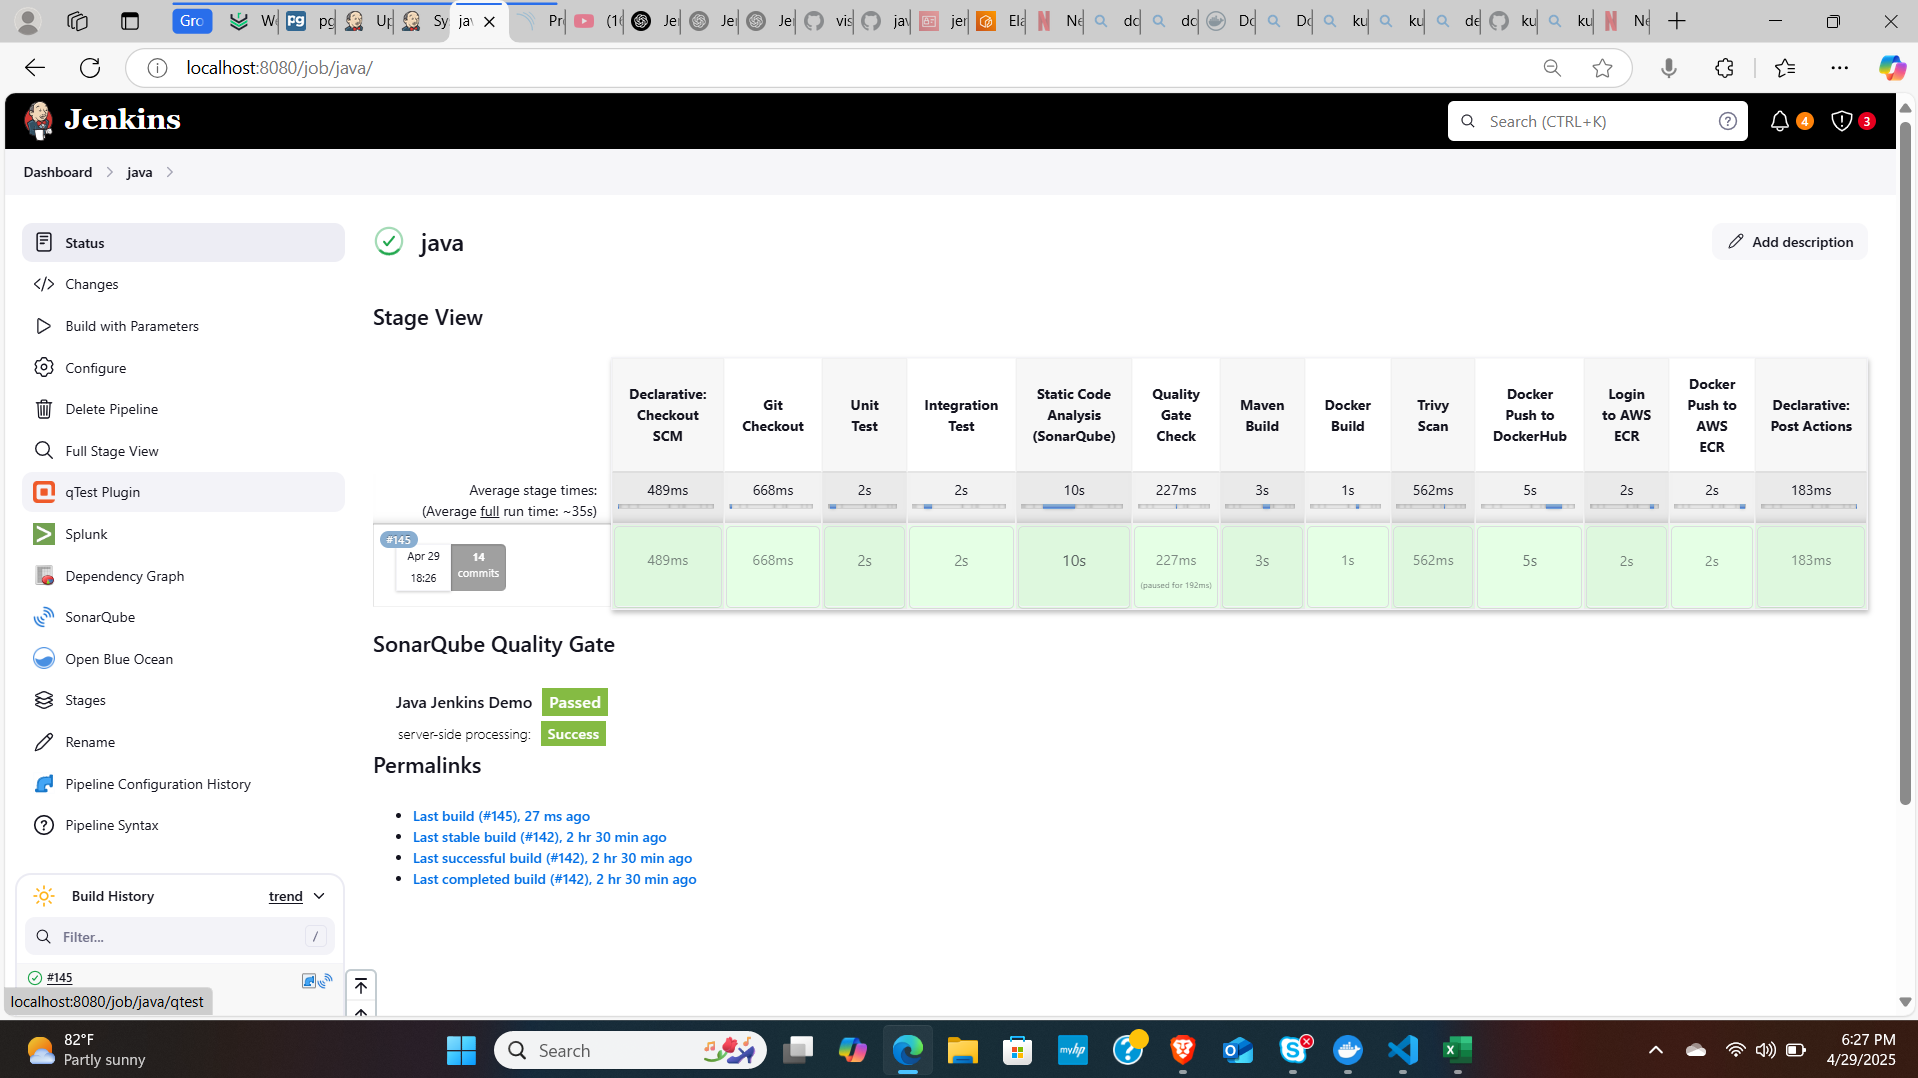 Gro
We
Fg
pg
Up
Sy
jav
Pro
(16
Jer
Jer
Jer
vis
jav
jer
Ela
Ne
dc
dc
Do
Do
ku
ku
de
ku
ku
Ne
localhost:8080/job/java/
Jenkins
Search (CTRL+K)
4
3
Dashboard
java
Status
Changes
Build with Parameters
Configure
Delete Pipeline
Full Stage View
qTest Plugin
Splunk
Dependency Graph
SonarQube
Open Blue Ocean
Stages
Rename
Pipeline Configuration History
Pipeline Syntax
Build History
trend
Filter...
/
#145
localhost:8080/job/java/qtest
java
Add description
Stage View
Declarative:
Checkout
SCM
Git
Checkout
Unit
Test
Integration
Test
Static Code
Analysis
(SonarQube)
Quality
Gate
Check
Maven
Build
Docker
Build
Trivy
Scan
Docker
Push to
DockerHub
Login
to AWS
ECR
Docker
Push to
AWS
ECR
Declarative:
Post Actions
Average stage times:
(Average full run time: ~35s)
489ms
668ms
2s
2s
10s
227ms
3s
1s
562ms
5s
2s
2s
183ms
#145
Apr 29
18:26
14
commits
489ms
668ms
2s
2s
10s
227ms
(paused for 192ms)
3s
1s
562ms
5s
2s
2s
183ms
SonarQube Quality Gate
Java Jenkins Demo Passed
server-side processing: Success
Permalinks
Last build (#145), 27 ms ago
Last stable build (#142), 2 hr 30 min ago
Last successful build (#142), 2 hr 30 min ago
Last completed build (#142), 2 hr 30 min ago
82°F
Partly sunny
Search
myhp
6:27 PM
4/29/2025